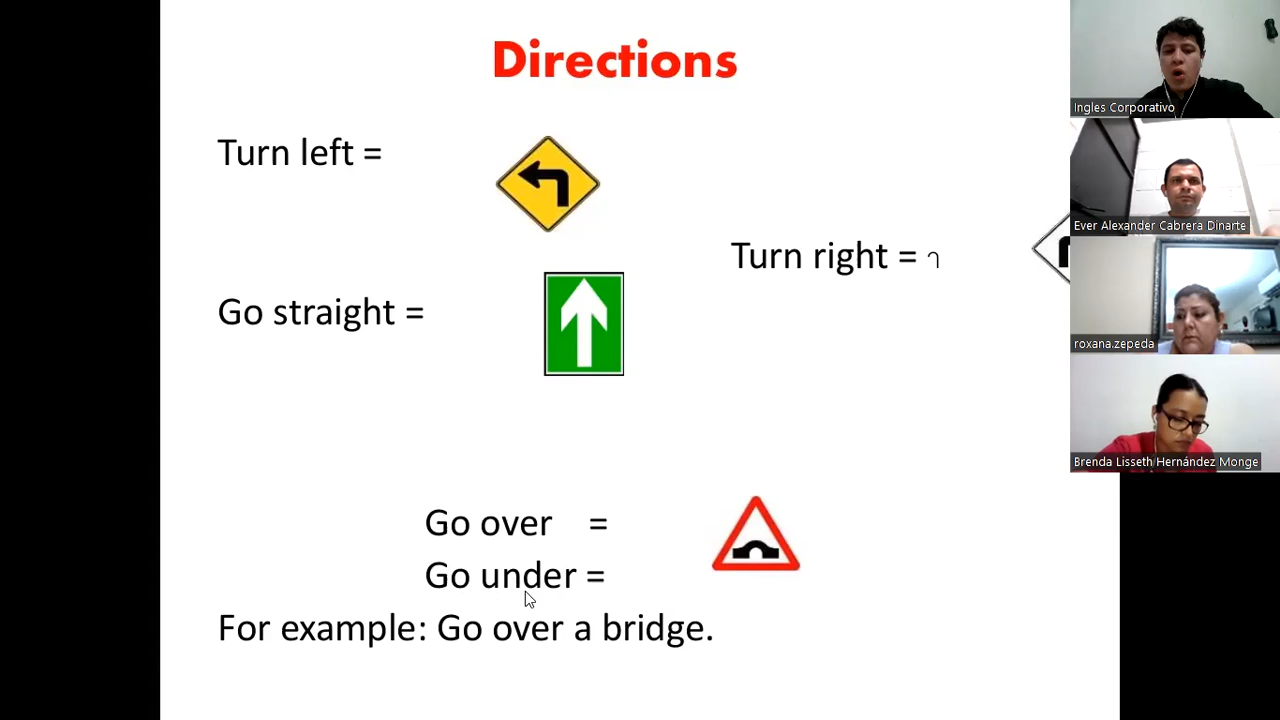 Directions
Turn left =
Turn right =
Go straight =
Go over =
Go under =
For example: Go over a bridge.
Ingles Corporativo
Ever Alexander Cabrera Dinarte
roxana.zepeda
Brenda Lisseth Hernández Monge